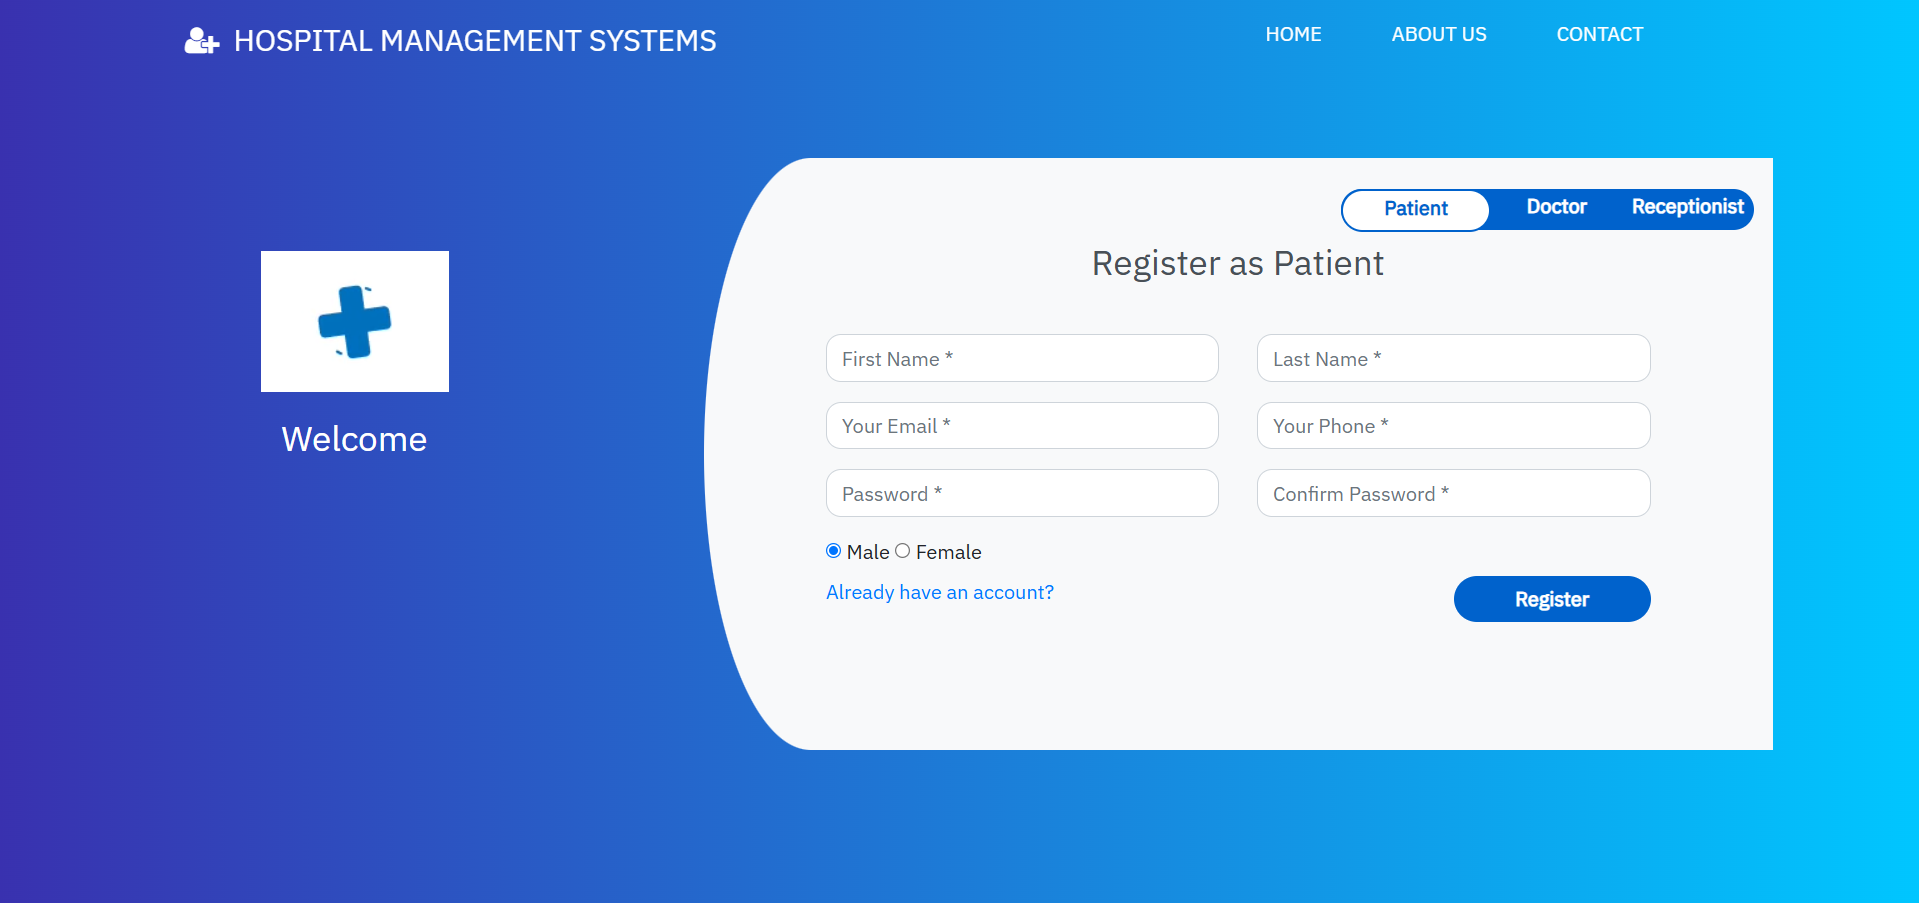 HOSPITAL MANAGEMENT SYSTEMS
HOME ABOUT US CONTACT
Patient Doctor Receptionist
Register as Patient
Welcome
First Name * Last Name *
Your Email * Your Phone *
Password * Confirm Password *
Male Female
Already have an account?
Register